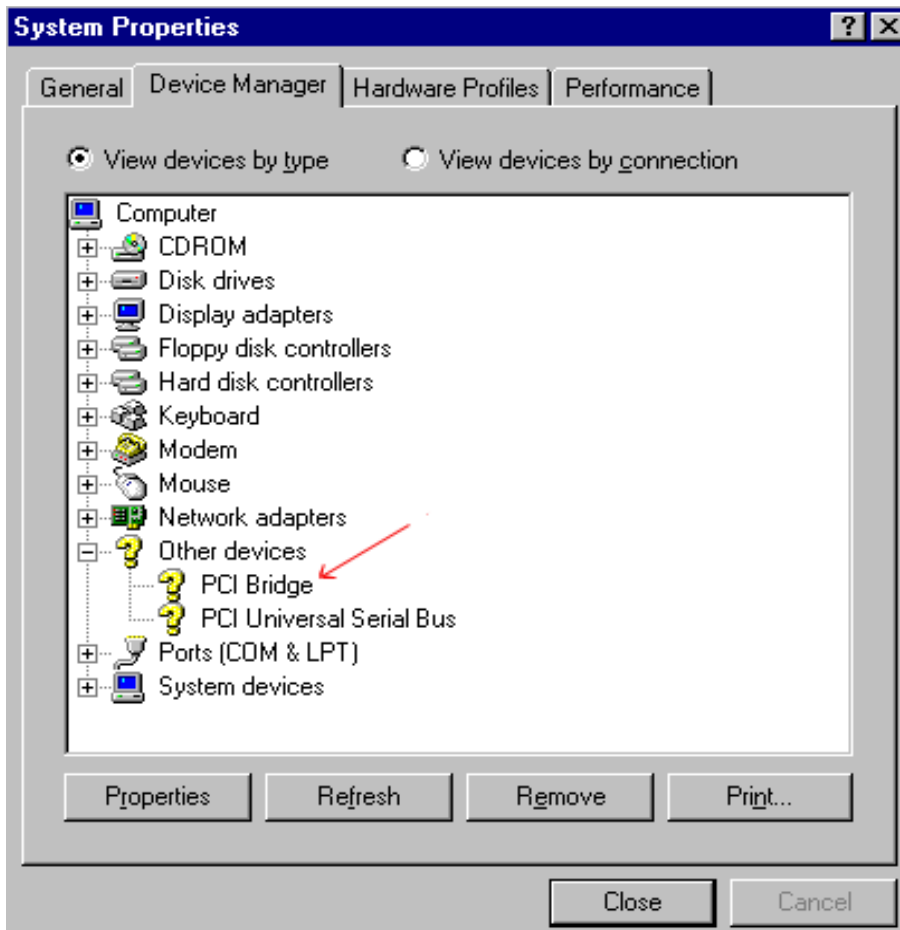 System Properties
General Device Manager Hardware Profiles Performance
View devices by type View devices by connection
Computer
CDROM
Disk drives
Display adapters
Floppy disk controllers
Hard disk controllers
Keyboard
Modem
Mouse
Network adapters
Other devices
PCI Bridge
PCI Universal Serial Bus
Ports (COM & LPT)
System devices
Properties Refresh Remove Print...
Close Cancel